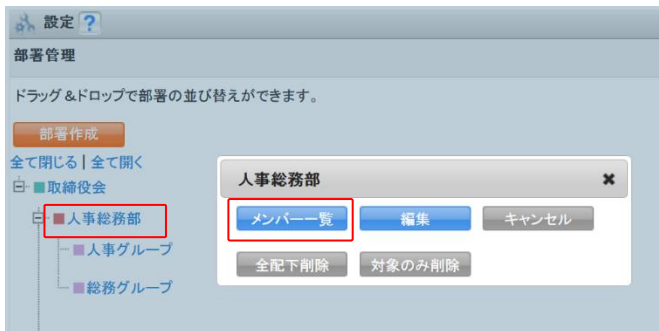 設定 ?
部署管理
ドラッグ&ドロップで部署の並び替えができます。
部署作成
全て閉じる | 全て開く
取締役会
人事総務部
人事グループ
総務グループ
人事総務部
メンバー一覧 編集 キャンセル
全配下削除 対象のみ削除